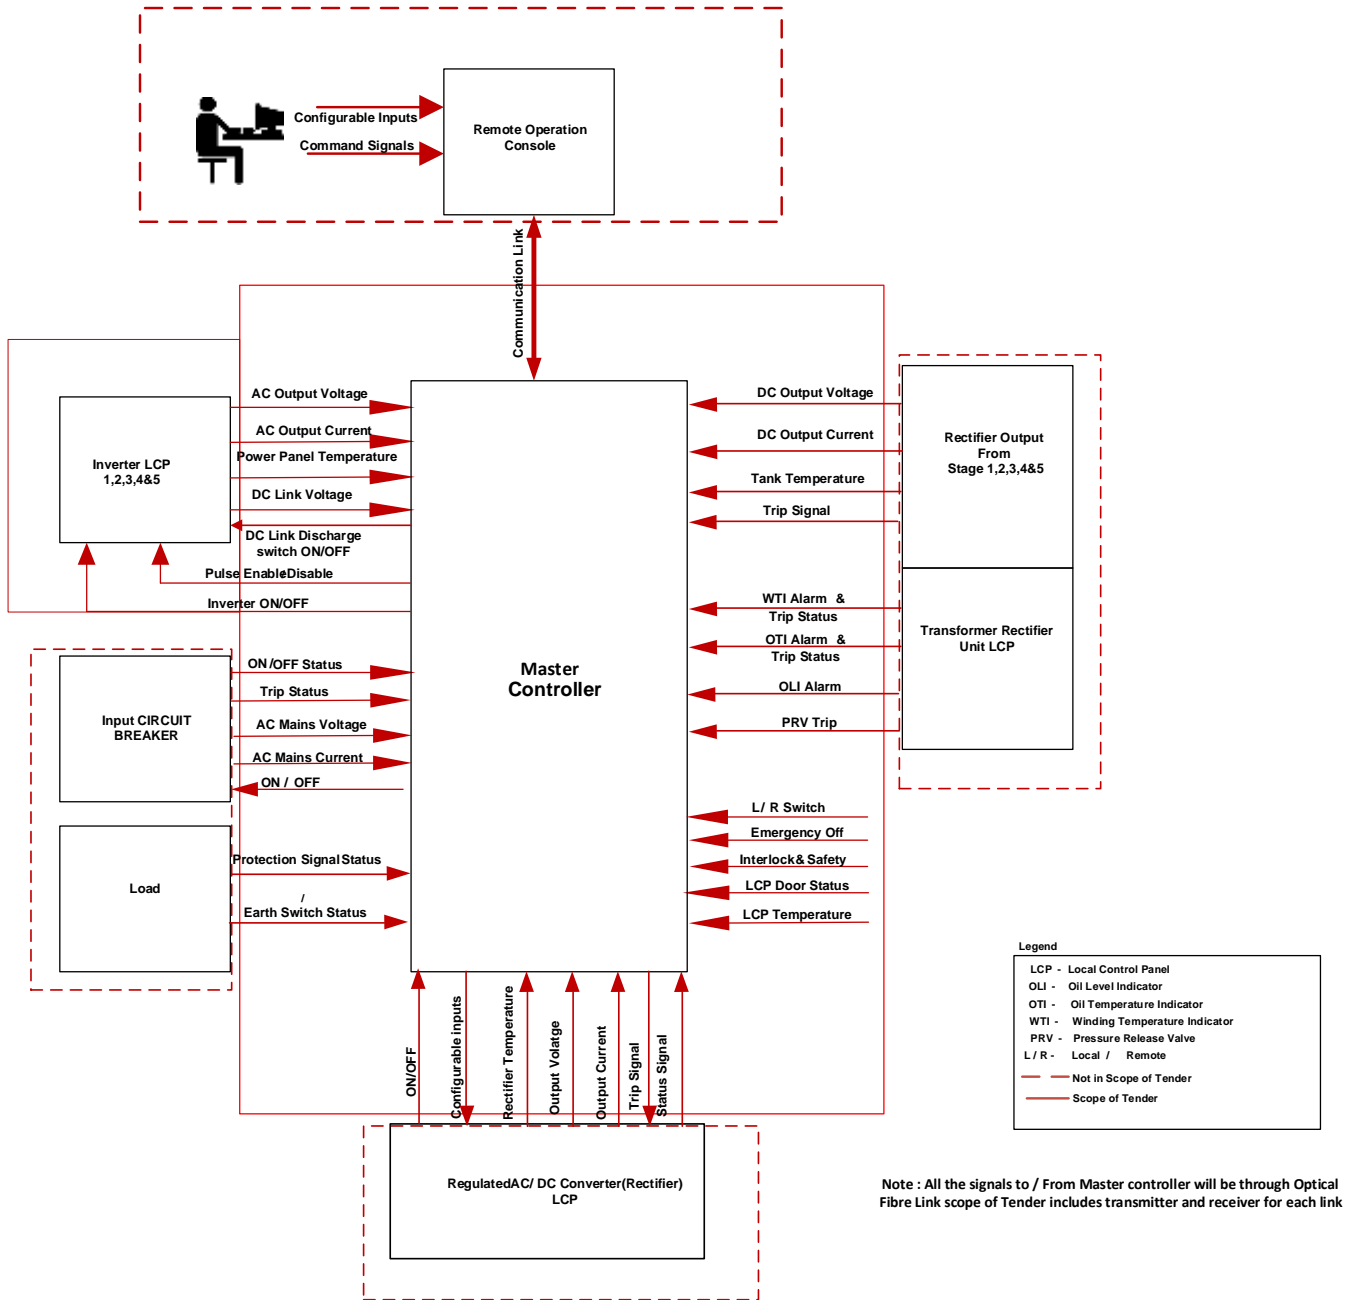 Configurable Inputs
Command Signals
Remote Operation
Console
Communication Link
AC Output Voltage
AC Output Current
Power Panel Temperature
DC Link Voltage
DC Link Discharge
switch ON/OFF
Pulse Enable/Disable
Inverter ON/OFF
Inverter LCP
1,2,3,4&5
ON/OFF Status
Trip Status
AC Mains Voltage
AC Mains Current
ON / OFF
Input CIRCUIT
BREAKER
Load
Protection Signal Status
/
Earth Switch Status
Master
Controller
DC Output Voltage
DC Output Current
Tank Temperature
Trip Signal
WTI Alarm &
Trip Status
OTI Alarm &
Trip Status
OLI Alarm
PRV Trip
Rectifier Output
From
Stage 1,2,3,4&5
Transformer Rectifier
Unit LCP
L/ R Switch
Emergency Off
Interlock& Safety
LCP Door Status
LCP Temperature
ON/OFF
Configurable inputs
Rectifier Temperature
Output Volatge
Output Current
Trip Signal
Status Signal
RegulatedAC/ DC Converter(Rectifier)
LCP
Legend
LCP - Local Control Panel
OLI - Oil Level Indicator
OTI - Oil Temperature Indicator
WTI - Winding Temperature Indicator
PRV - Pressure Release Valve
L / R - Local / Remote
Not in Scope of Tender
Scope of Tender
Note : All the signals to / From Master controller will be through Optical
Fibre Link scope of Tender includes transmitter and receiver for each link